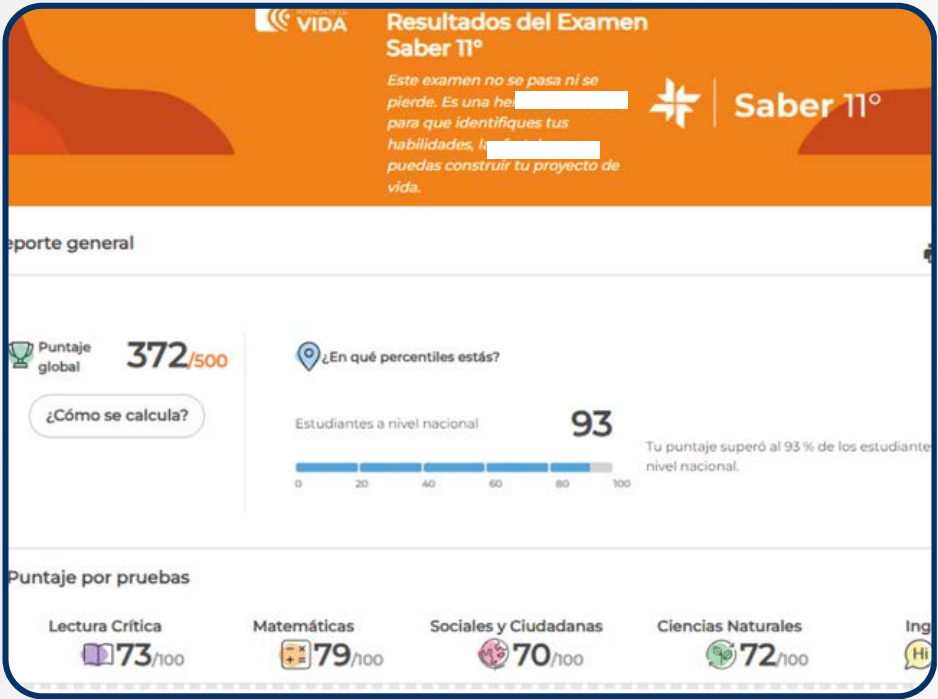 VIDA
Resultados del Examen
Saber 11°
Este examen no se pasa ni se
pierde. Es una
para que identifiques tus
habilidades,
puedas construir tu proyecto de
vida.
Saber 11°
eporte general
Puntaje
global
372/500
¿Cómo se calcula?
¿En qué percentiles estás?
Estudiantes a nivel nacional
93
0 20 40 60 80 100
Tu puntaje superó al 93 % de los estudiante
nivel nacional.
Puntaje por pruebas
Lectura Crítica
73/100
Matemáticas
79/100
Sociales y Ciudadanas
70/100
Ciencias Naturales
72/100
Ing
Hi